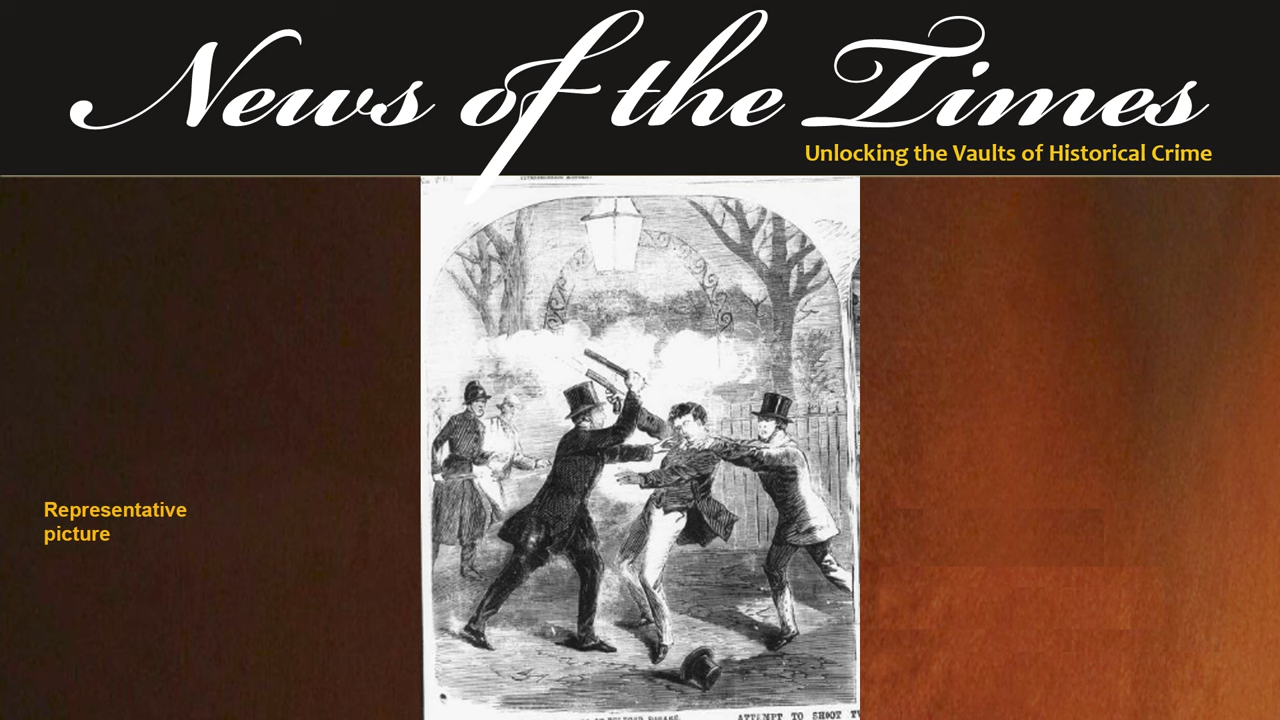 News of the Times
Unlocking the Vaults of Historical Crime
Representative
picture
ATTEMPT TO SHOOT